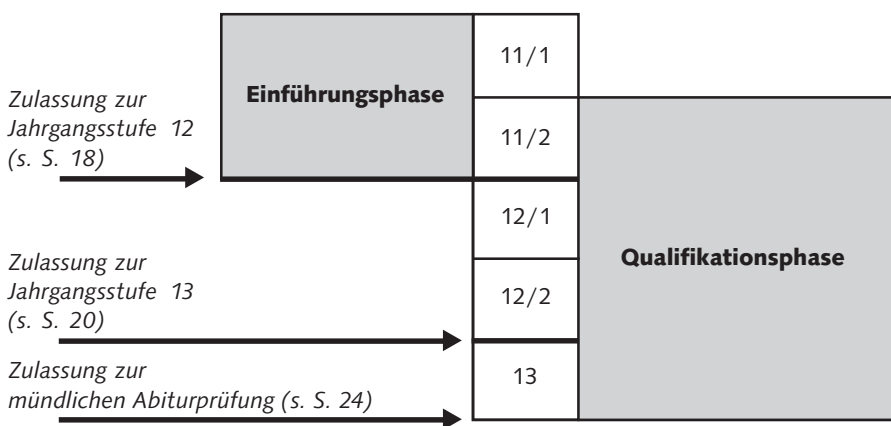 11/1
Einführungsphase
Zulassung zur
Jahrgangsstufe 12
(s. S. 18)
11/2
12/1
Qualifikationsphase
Zulassung zur
Jahrgangsstufe 13
(s. S. 20)
12/2
Zulassung zur
mündlichen Abiturprüfung (s. S. 24)
13